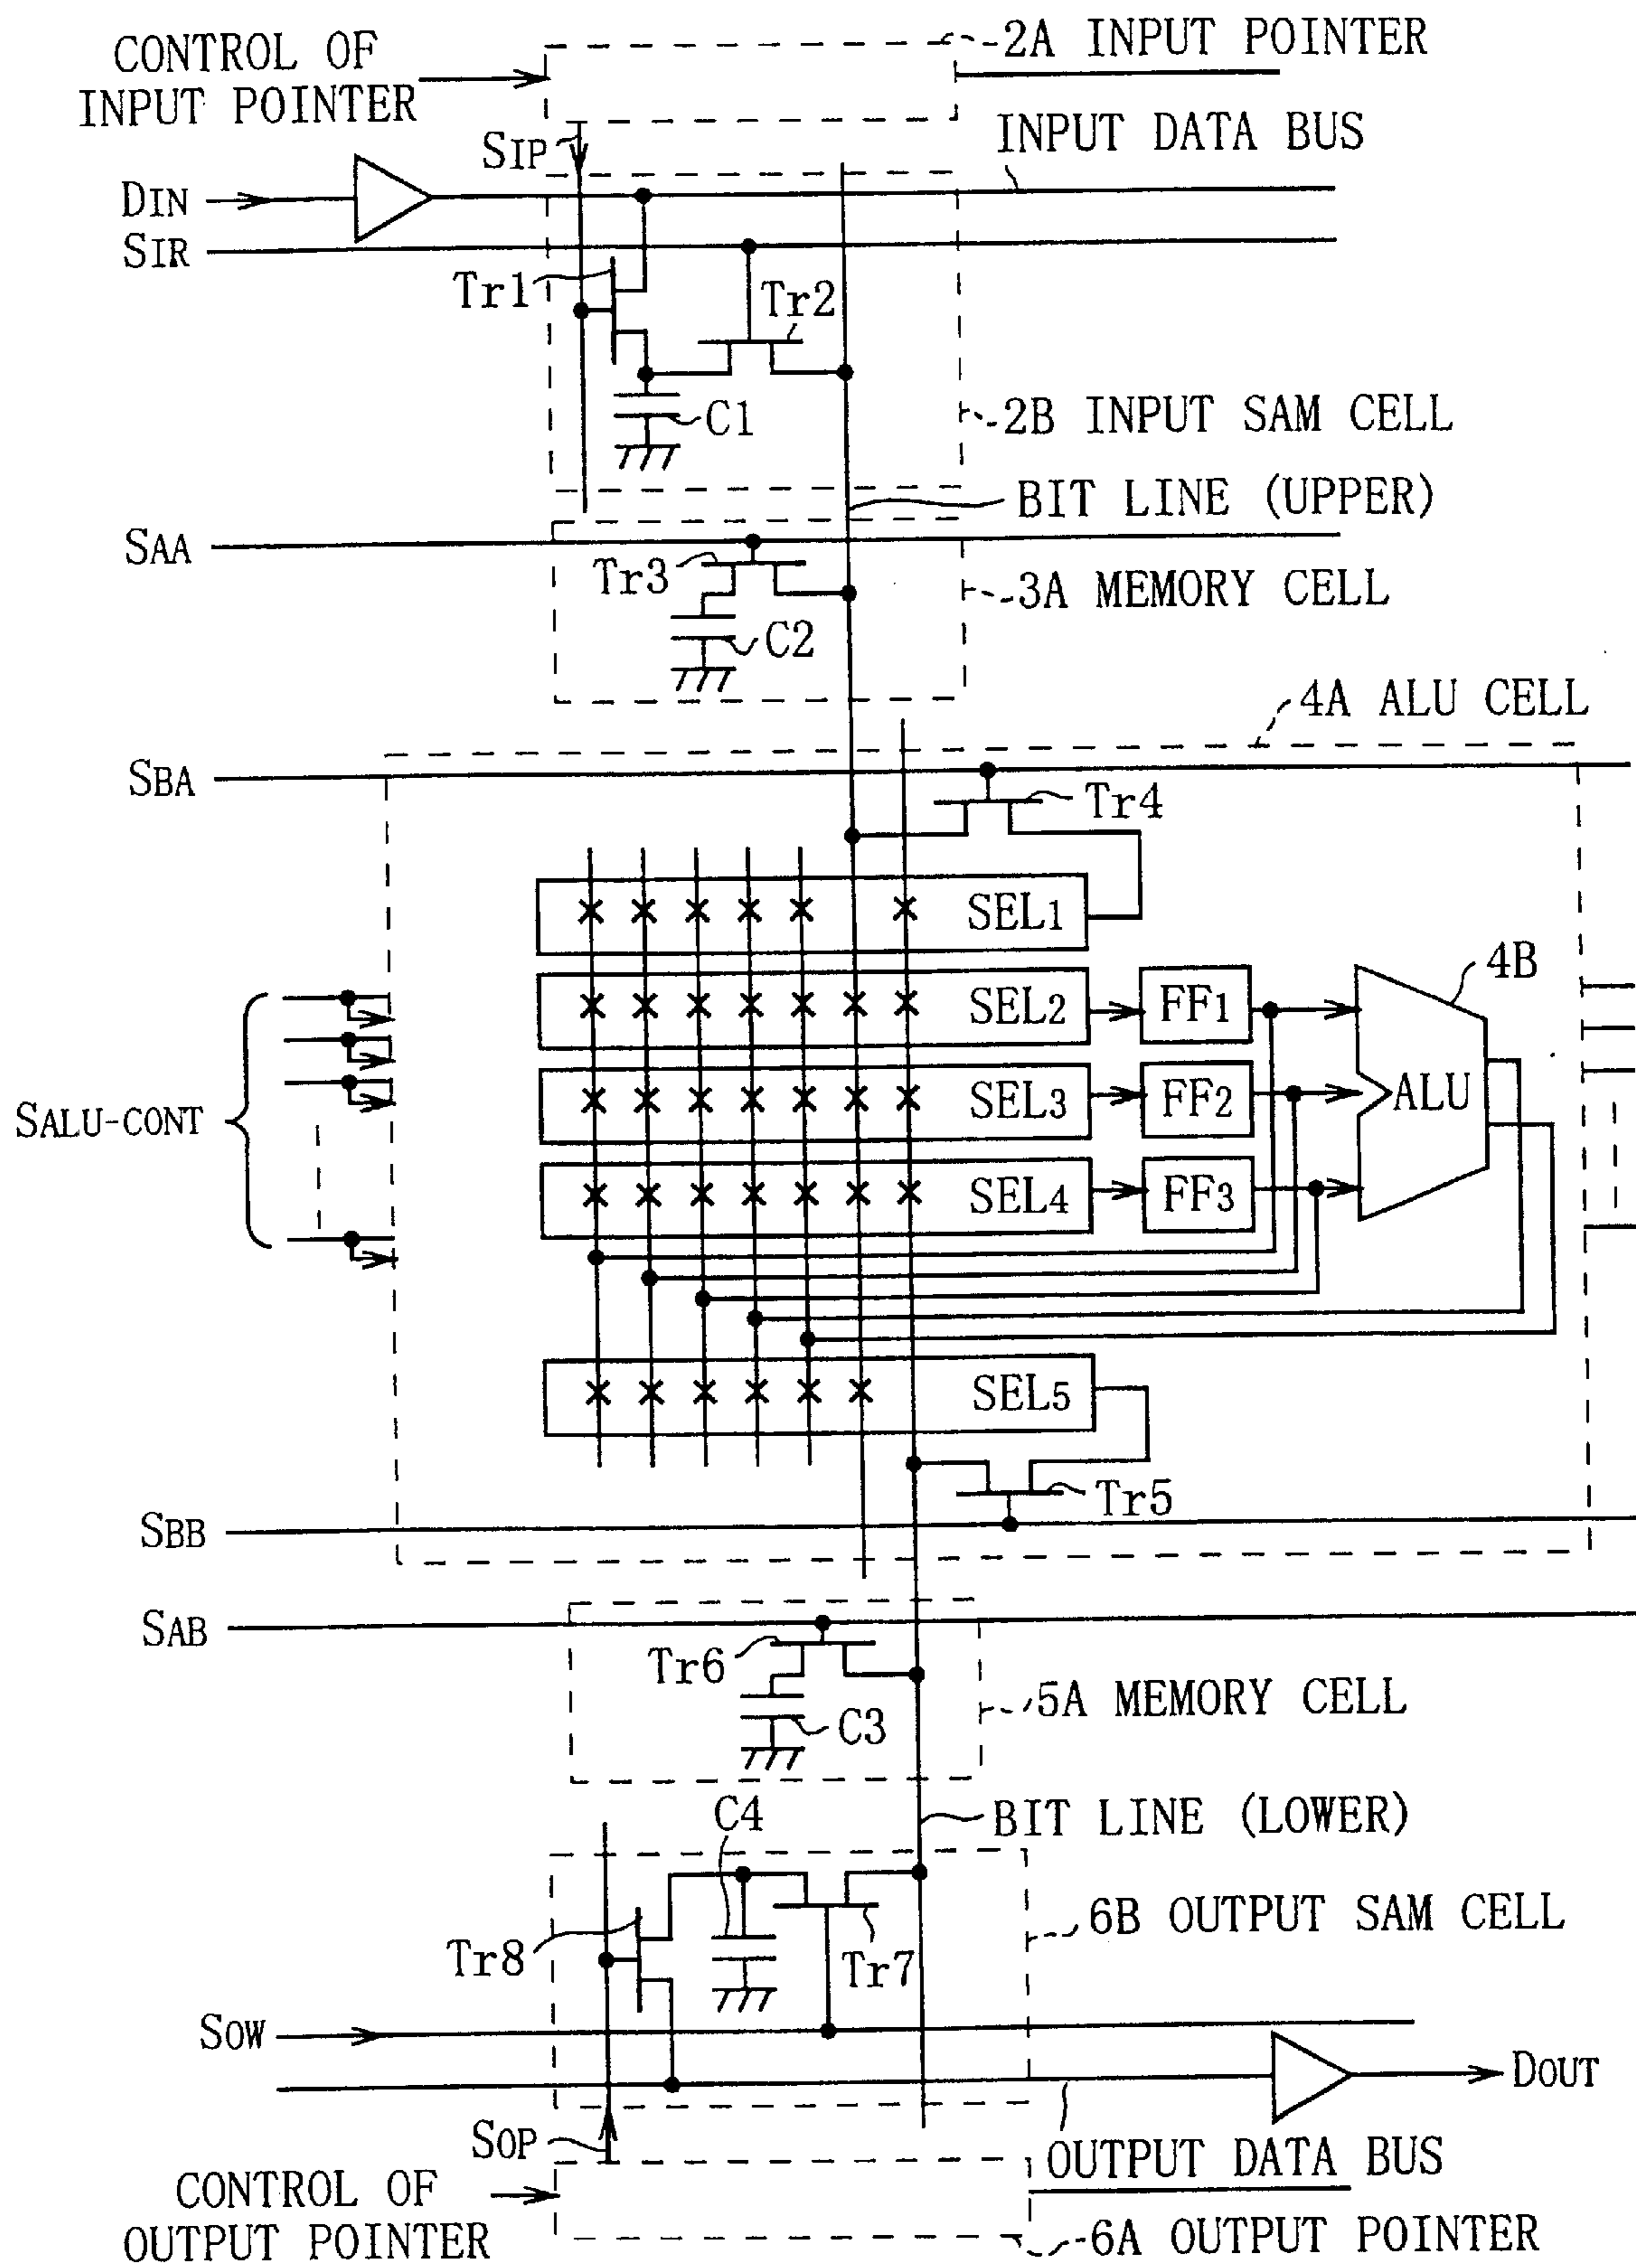 CONTROL OF
INPUT POINTER
2A INPUT POINTER
SIP
INPUT DATA BUS
DIN
SIR
Tr1
Tr2
C1
2B INPUT SAM CELL
BIT LINE (UPPER)
SAA
Tr3
3A MEMORY CELL
C2
4A ALU CELL
SBA
Tr4
SEL1
4B
SEL2
FF1
SEL3
FF2
ALU
SALU-CONT
SEL4
FF3
SEL5
Tr5
SBB
SAB
Tr6
5A MEMORY CELL
C3
C4
BIT LINE (LOWER)
6B OUTPUT SAM CELL
Tr8
Tr7
SOW
DOUT
SOP
OUTPUT DATA BUS
CONTROL OF
OUTPUT POINTER
6A OUTPUT POINTER